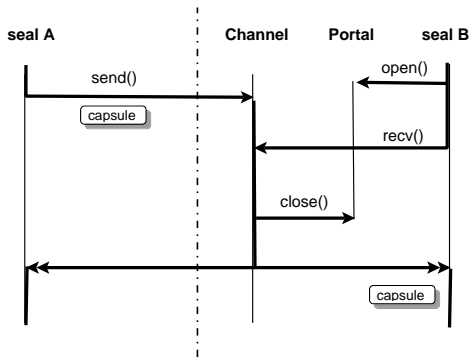 seal A Channel Portal seal B
open()
send()
capsule
recv()
close()
capsule